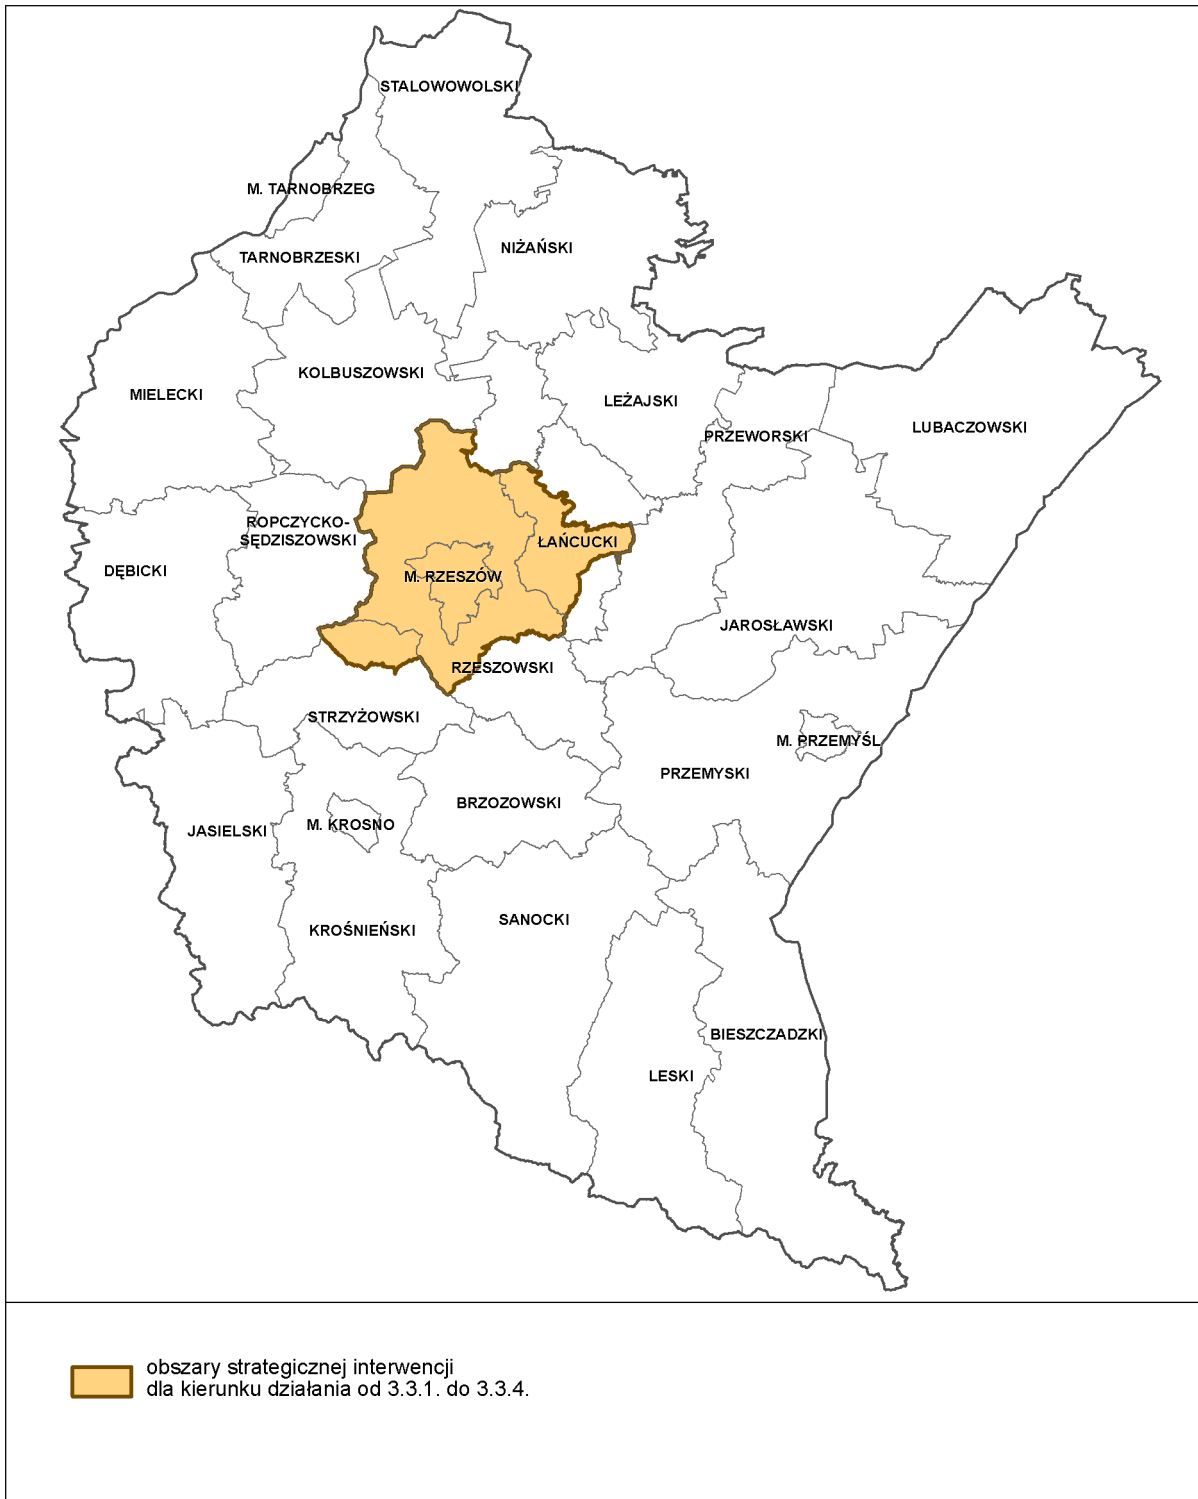 STALOWOWOLSKI
M. TARNOBRZEG
NIŻAŃSKI
TARNOBRZESKI
KOLBUSZOWSKI
MIELECKI
LEŻAJSKI
LUBACZOWSKI
PRZEWORSKI
ROPCZYCKO-
SĘDZISZOWSKI
ŁAŃCUCKI
DĘBICKI
M. RZESZÓW
JAROSŁAWSKI
RZESZOWSKI
STRZYŻOWSKI
M. PRZEMYŚL
PRZEMYSKI
BRZOZOWSKI
M. KROSNO
JASIELSKI
SANOCKI
KROŚNIEŃSKI
BIESZCZADZKI
LESKI
obszary strategicznej interwencji
dla kierunku działania od 3.3.1. do 3.3.4.